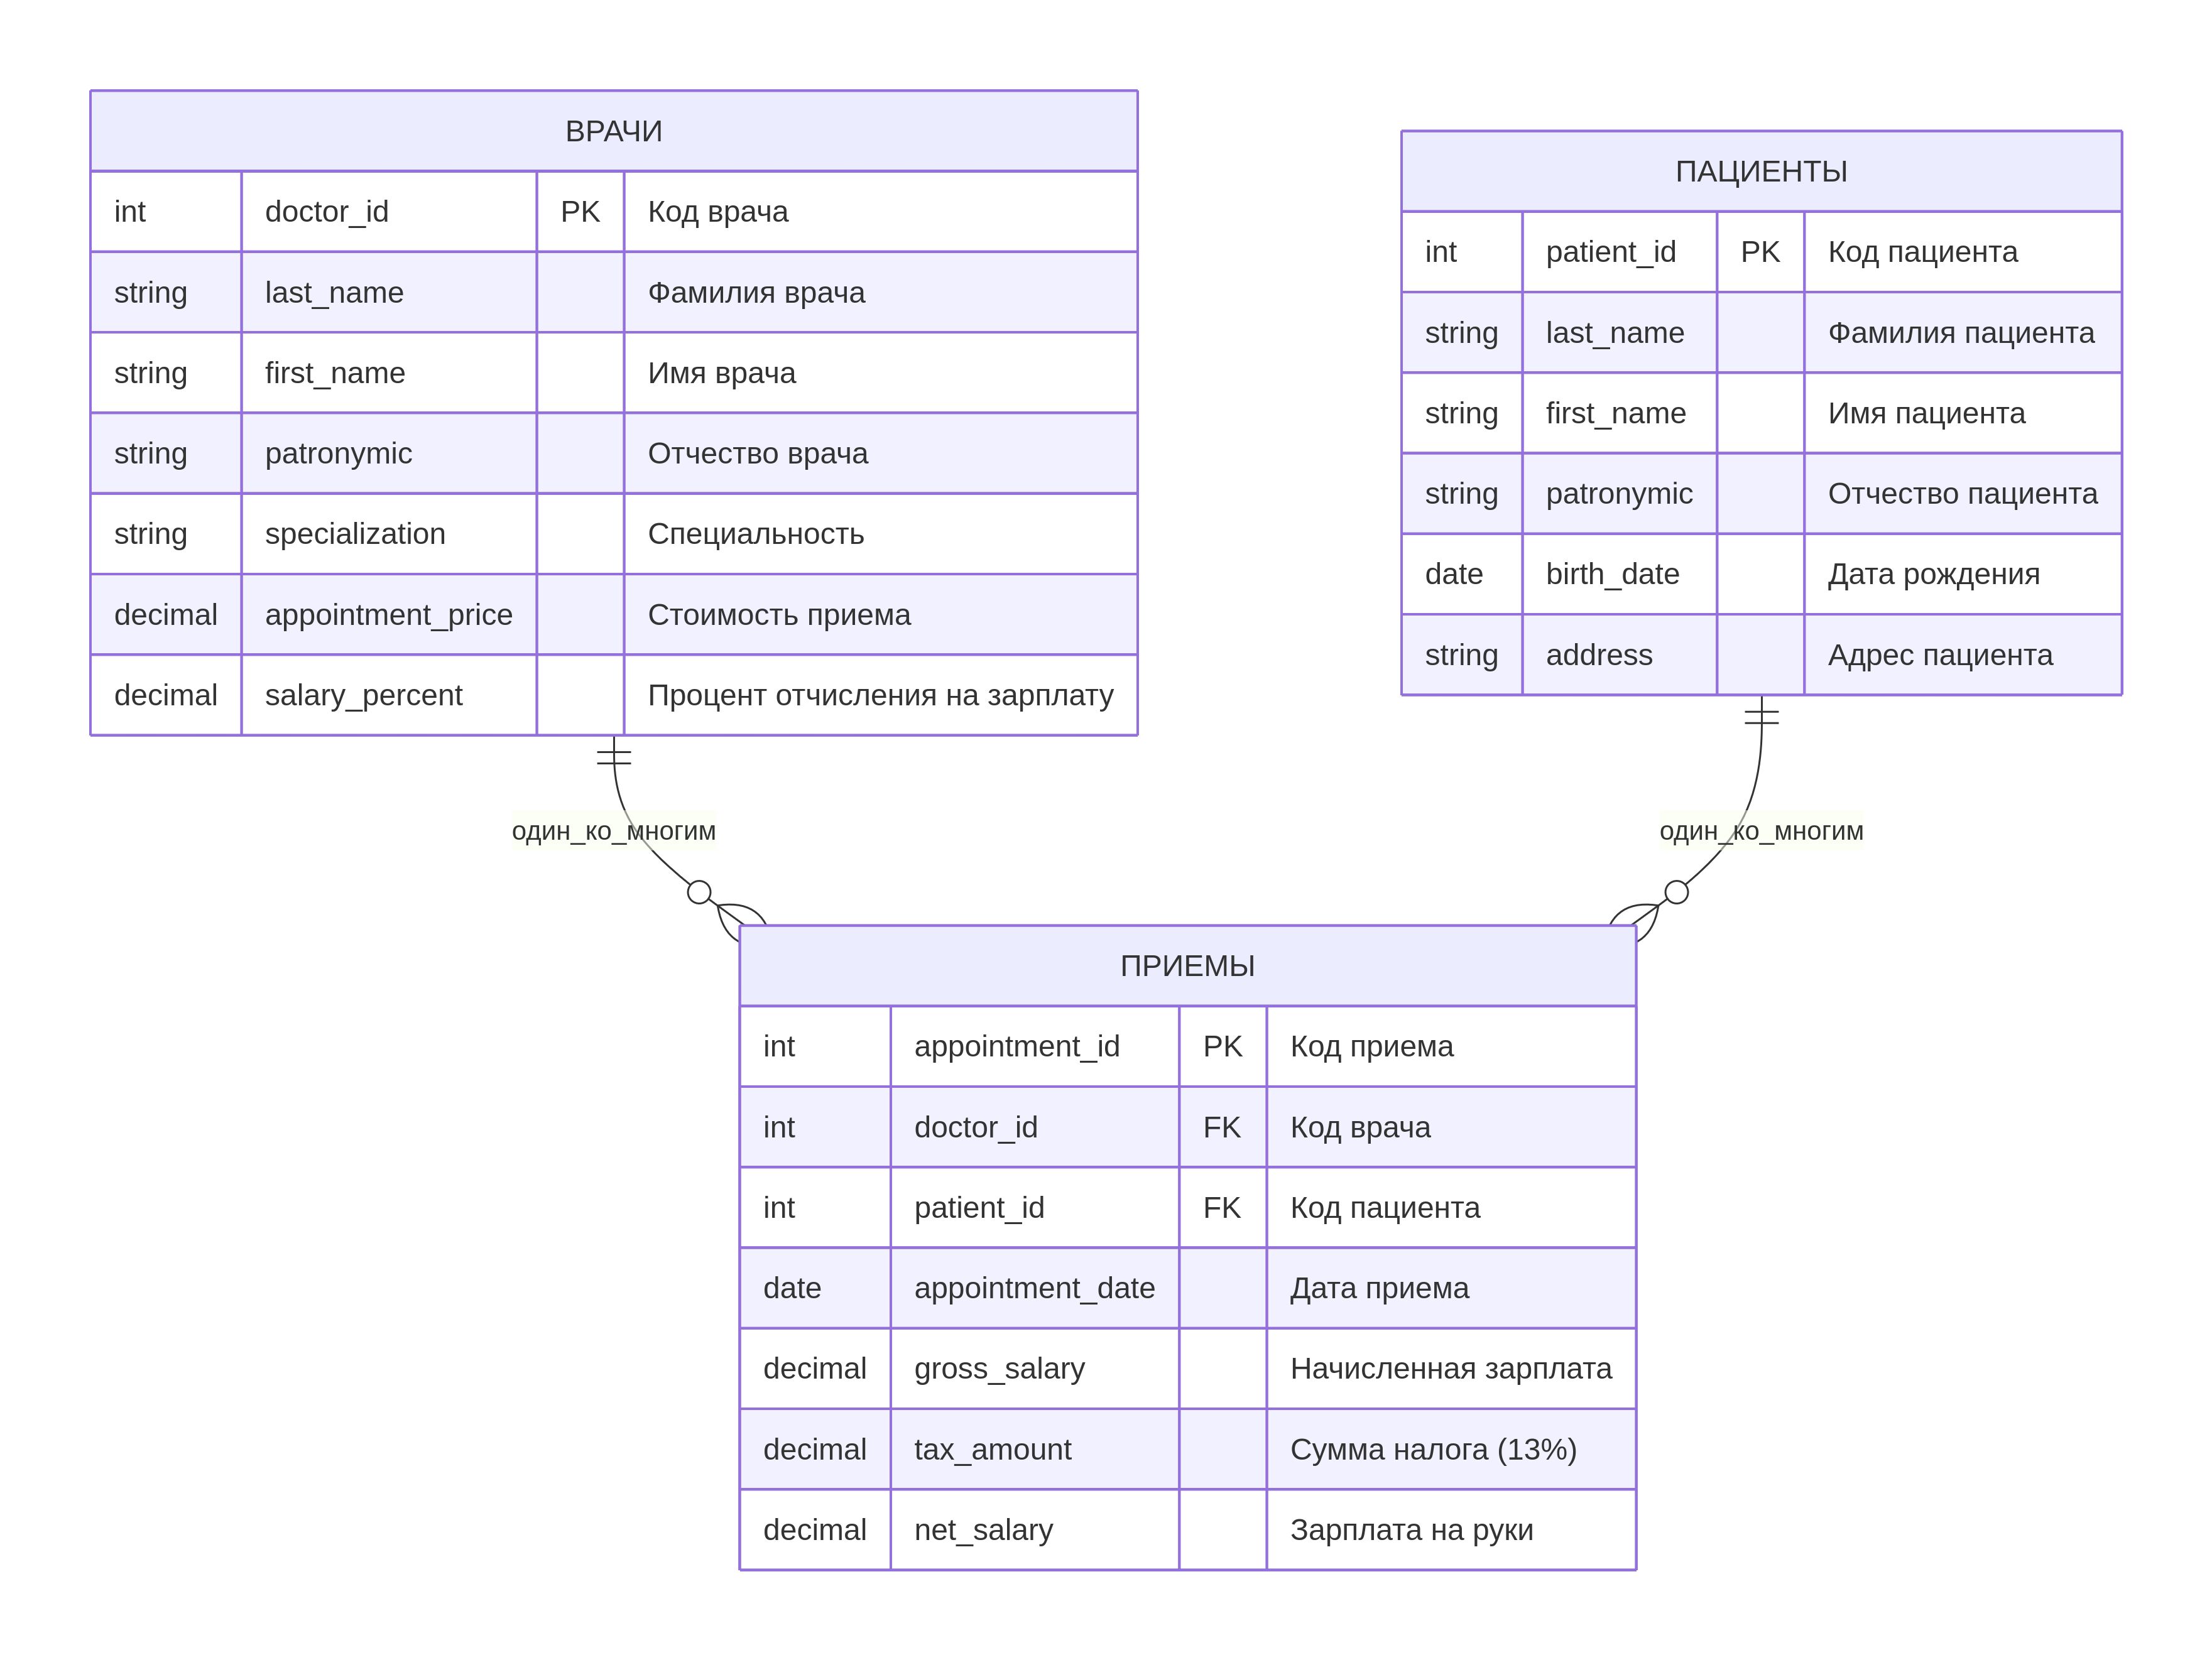 ВРАЧИ
int doctor_id PK Код врача
string last_name Фамилия врача
string first_name Имя врача
string patronymic Отчество врача
string specialization Специальность
decimal appointment_price Стоимость приема
decimal salary_percent Процент отчисления на зарплату
ПАЦИЕНТЫ
int patient_id PK Код пациента
string last_name Фамилия пациента
string first_name Имя пациента
string patronymic Отчество пациента
date birth_date Дата рождения
string address Адрес пациента
один_ко_многим
один_ко_многим
ПРИЕМЫ
int appointment_id PK Код приема
int doctor_id FK Код врача
int patient_id FK Код пациента
date appointment_date Дата приема
decimal gross_salary Начисленная зарплата
decimal tax_amount Сумма налога (13%)
decimal net_salary Зарплата на руки